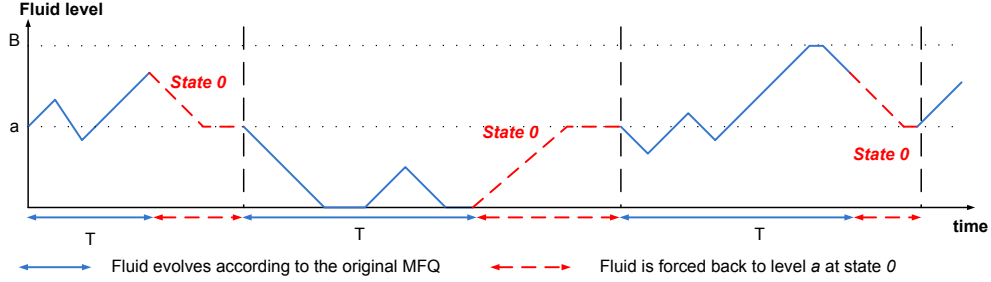 Fluid level
B
State 0
a
State 0
State 0
time
T
T
T
Fluid evolves according to the original MFQ
Fluid is forced back to level a at state 0